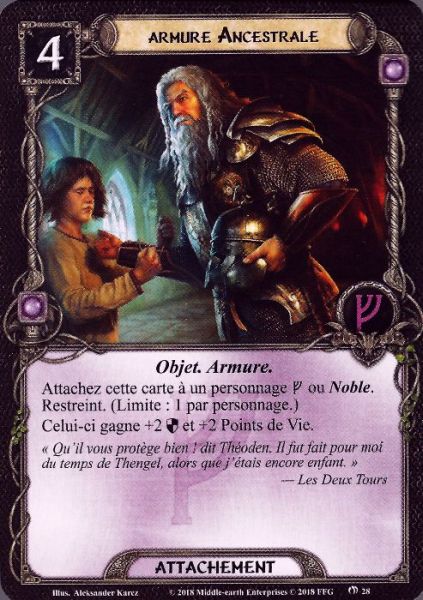 4
ARMURE ANCESTRALE
Objet. Armure.
Attachez cette carte à un personnage ou Noble.
Restreint. (Limite : 1 par personnage.)
Celui-ci gagne +2 et +2 Points de Vie.
« Qu'il vous protège bien ! dit Théoden. Il fut fait pour moi
du temps de Thengel, alors que j'étais encore enfant. »
— Les Deux Tours
ATTACHEMENT
Illus. Aleksander Karcz © 2018 Middle-earth Enterprises © 2018 FFG 28